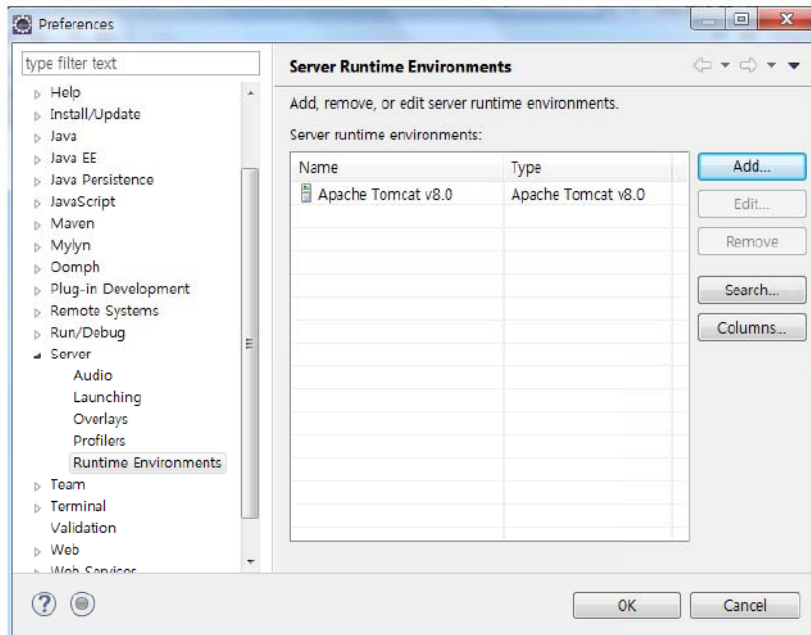 Preferences
type filter text
Help
Install/Update
Java
Java EE
Java Persistence
JavaScript
Maven
Mylyn
Oomph
Plug-in Development
Remote Systems
Run/Debug
Server
Audio
Launching
Overlays
Profilers
Runtime Environments
Team
Terminal
Validation
Web
Web Services
Server Runtime Environments
Add, remove, or edit server runtime environments.
Server runtime environments:
Name Type
Apache Tomcat v8.0 Apache Tomcat v8.0
Add...
Edit...
Remove
Search...
Columns...
OK Cancel